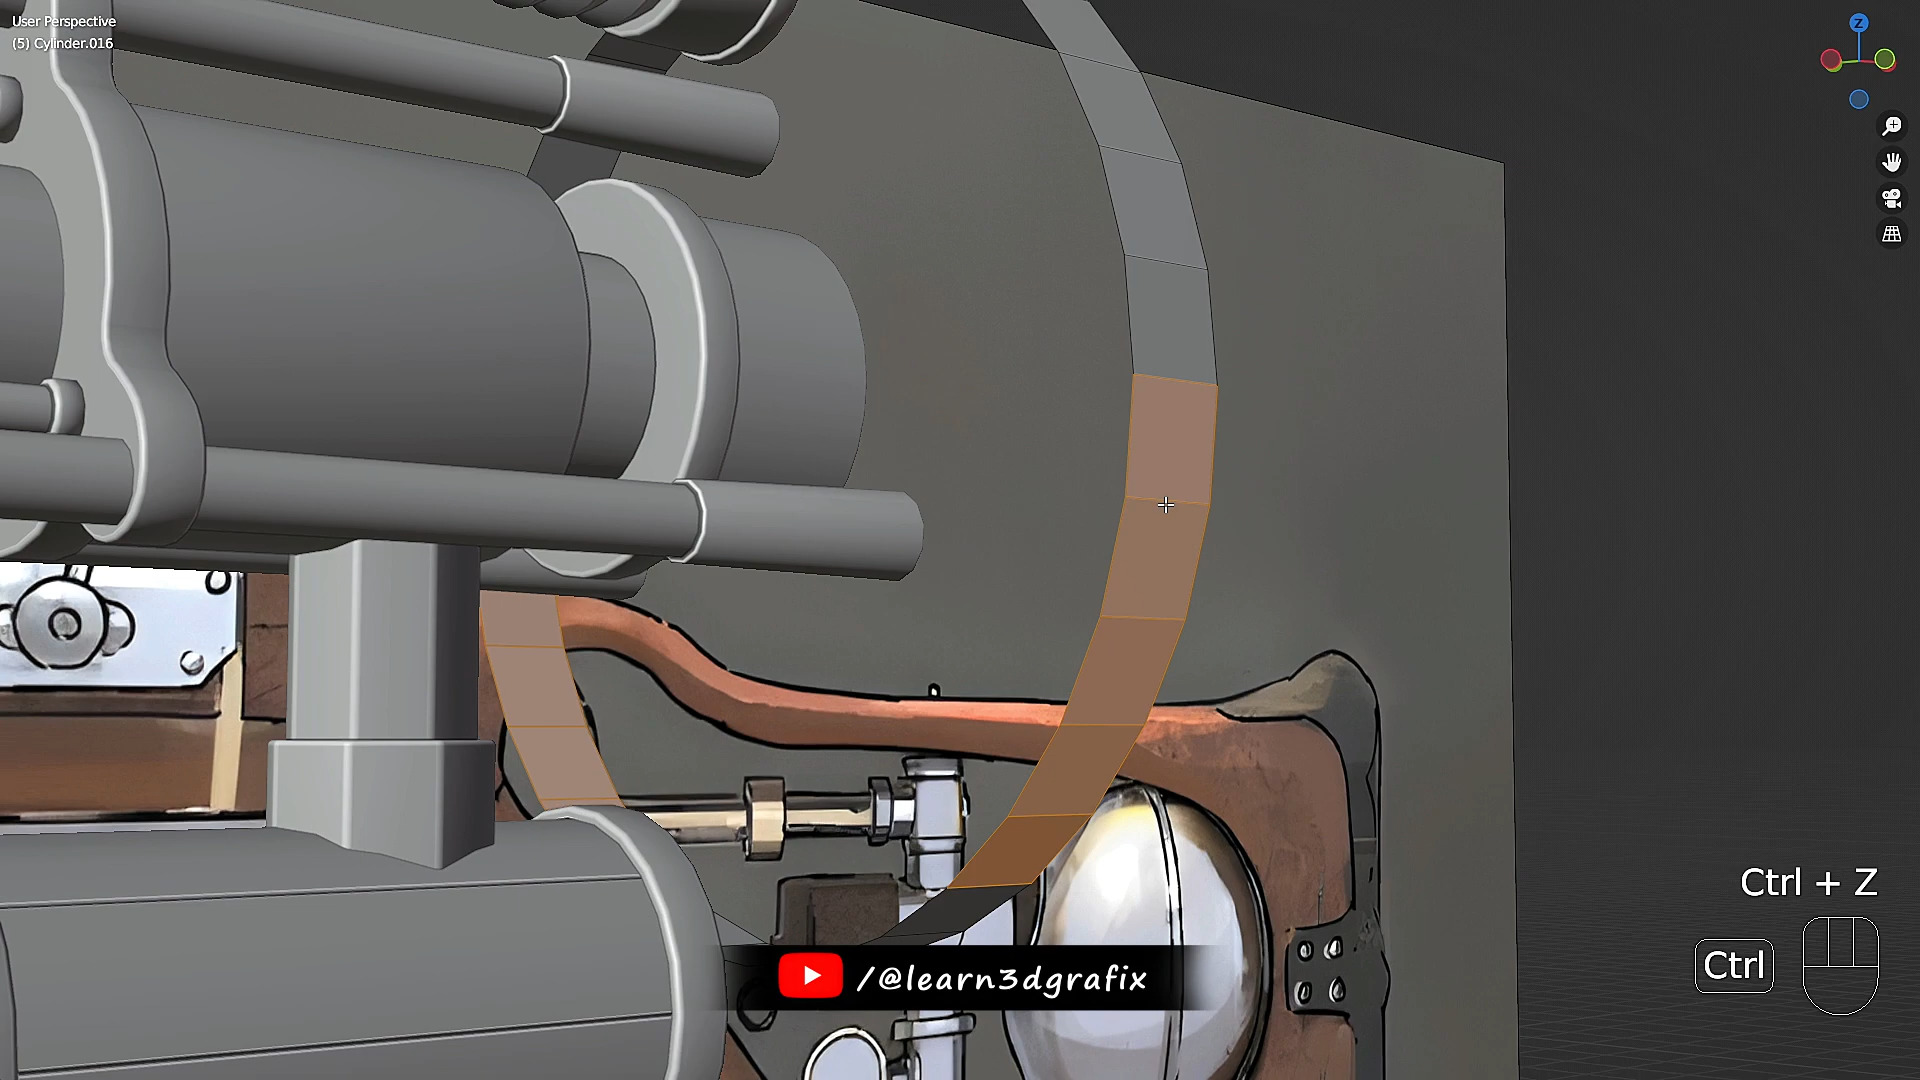 User Perspective
(5) Cylinder.016
Z
Ctrl + Z
Ctrl
/@learn3dgrafix